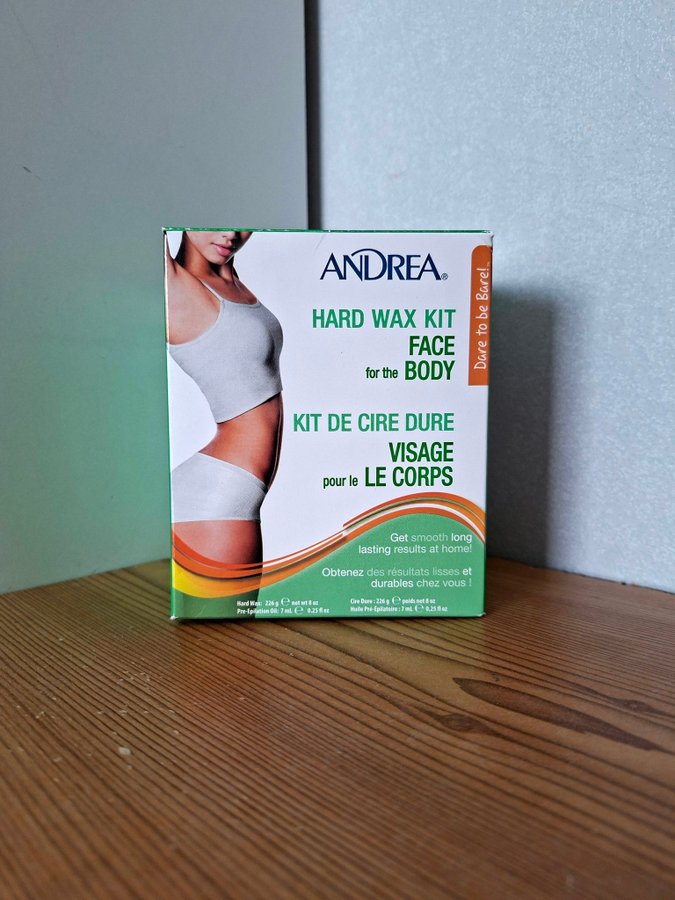 ANDREA®
Dare to be Bare!™
HARD WAX KIT
FACE
for the BODY
KIT DE CIRE DURE
VISAGE
pour le LE CORPS
Get smooth long
lasting results at home!
Obtenez des résultats lisses et
durables chez vous !
Hard Wax: 226 g ℮ net wt 8 oz
Pre-Epilation Oil: 7 mL ℮ 0.25 fl oz
Cire Dure : 226 g ℮ poids net 8 oz
Huile Pré-Épilatoire : 7 mL ℮ 0,25 fl oz